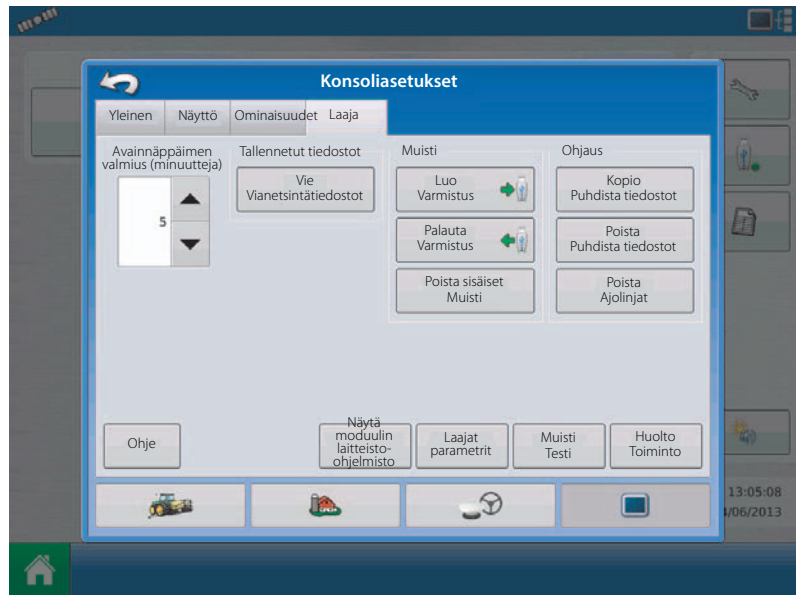 Konsoliasetukset
Yleinen
Näyttö
Ominaisuudet
Laaja
Avainnäppäimen
valmius (minuutteja)
5
Tallennetut tiedostot
Vie
Vianetsintätiedostot
Muisti
Luo
Varmistus
Palauta
Varmistus
Poista sisäiset
Muisti
Ohjaus
Kopio
Puhdista tiedostot
Poista
Puhdista tiedostot
Poista
Ajolinjat
Ohje
Näytä
moduulin
laitteisto-
ohjelmisto
Laajat
parametrit
Muisti
Testi
Huolto
Toiminto
13:05:08
/06/2013